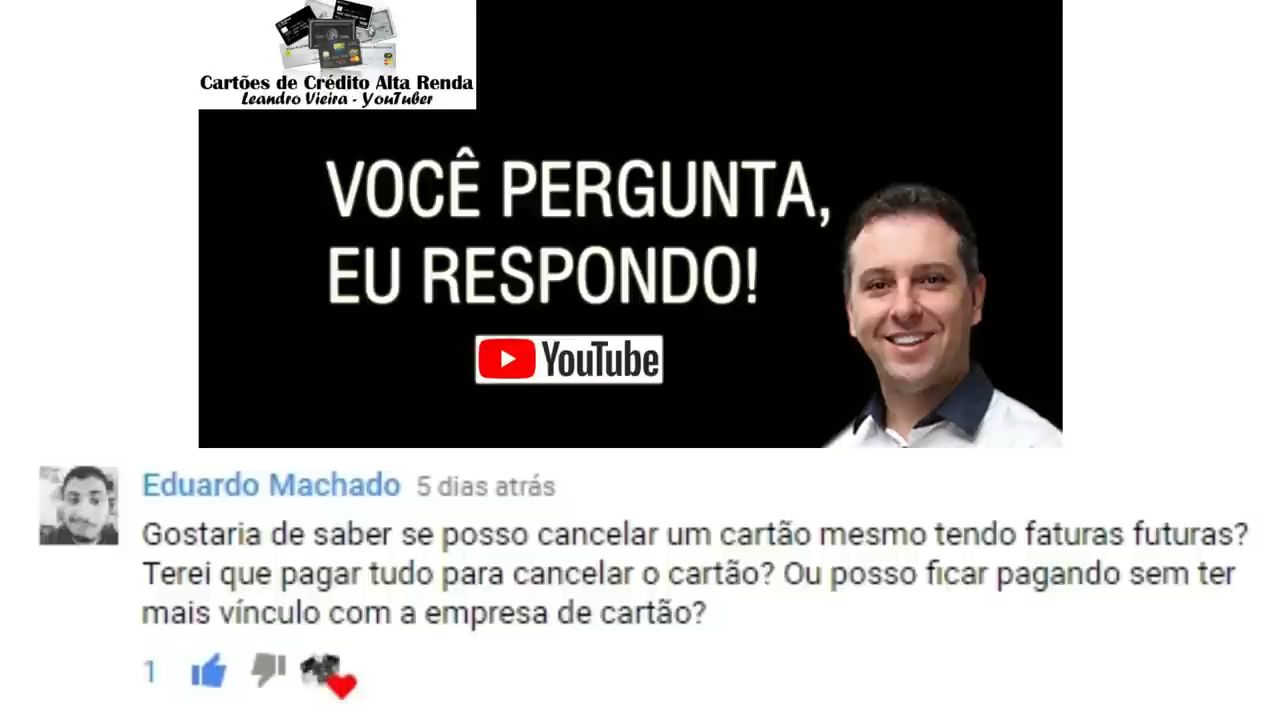 Cartões de Crédito Alta Renda
Leandro Vieira - YouTuber
VOCÊ PERGUNTA,
EU RESPONDO!
YouTube
Eduardo Machado 5 dias atrás
Gostaria de saber se posso cancelar um cartão mesmo tendo faturas futuras?
Terei que pagar tudo para cancelar o cartão? Ou posso ficar pagando sem ter
mais vínculo com a empresa de cartão?
1